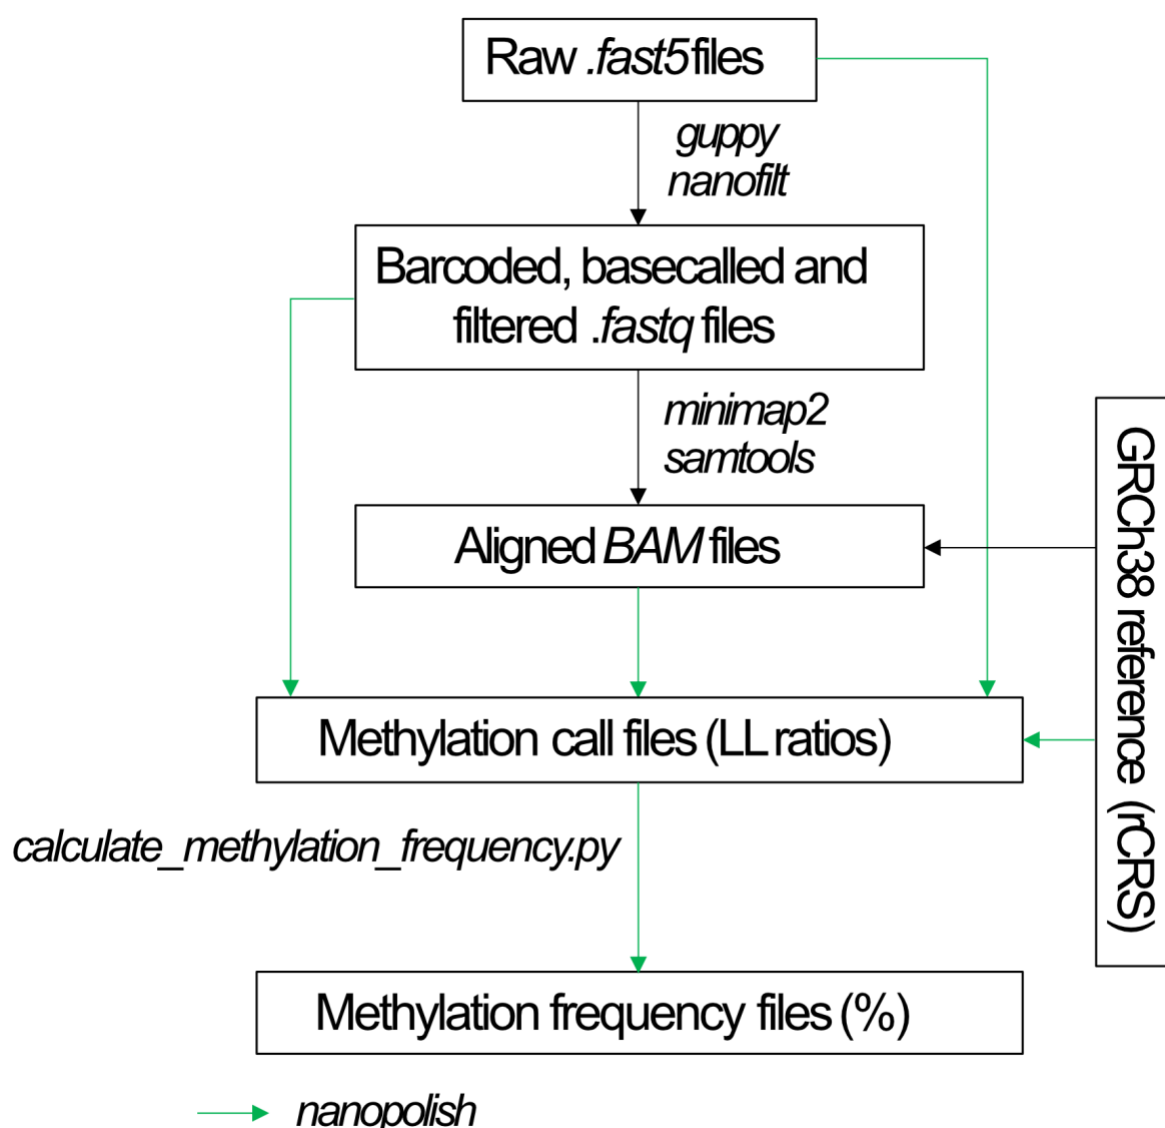 Raw .fast5 files
guppy
nanofilt
Barcoded, basecalled and
filtered .fastq files
minimap2
samtools
Aligned BAM files
GRCh38 reference (rCRS)
Methylation call files (LL ratios)
calculate_methylation_frequency.py
Methylation frequency files (%)
nanopolish